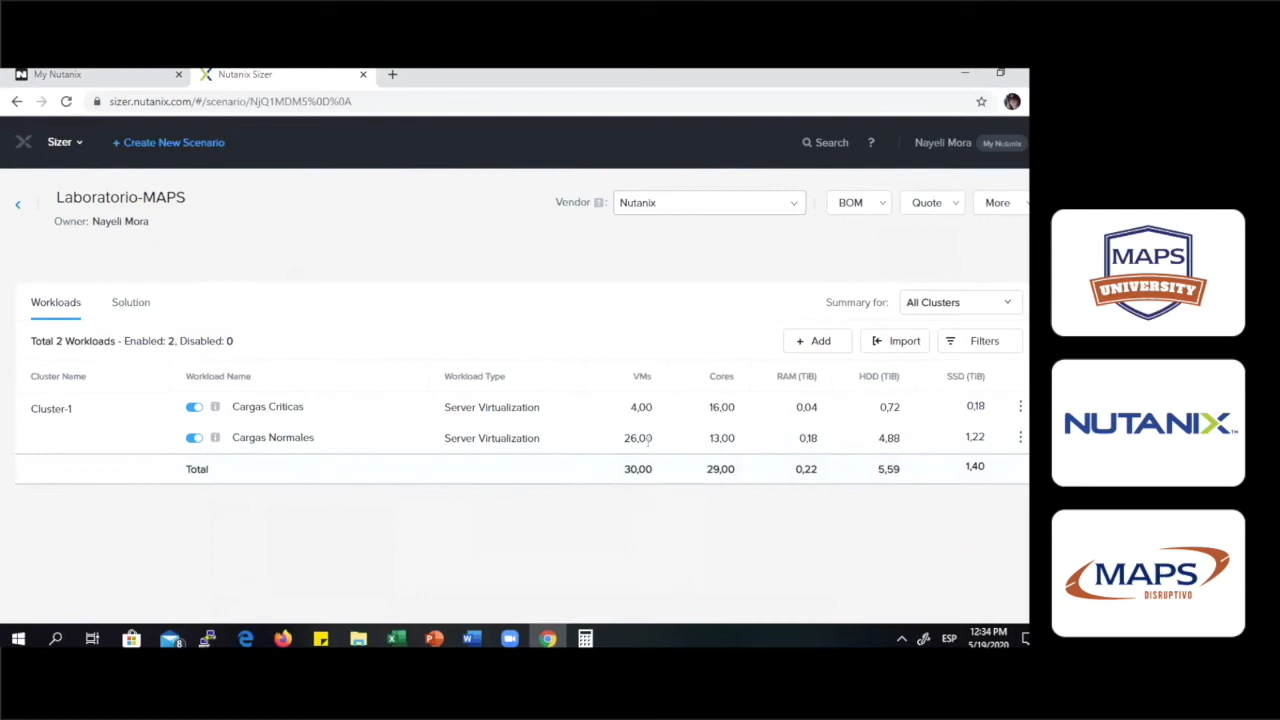 My Nutanix
Nutanix Sizer
sizer.nutanix.com/#/scenario/NjQ1MDM5%0D%0A
Sizer
+ Create New Scenario
Search
?
Nayeli Mora
My Nutanix
Laboratorio-MAPS
Owner: Nayeli Mora
Vendor ? :
Nutanix
BOM
Quote
More
Workloads
Solution
Summary for:
All Clusters
Total 2 Workloads - Enabled: 2, Disabled: 0
+ Add
Import
Filters
Cluster Name Workload Name Workload Type VMs Cores RAM (TiB) HDD (TiB) SSD (TiB)
Cluster-1 Cargas Criticas Server Virtualization 4,00 16,00 0,04 0,72 0,18
Cargas Normales Server Virtualization 26,00 13,00 0,18 4,88 1,22
Total 30,00 29,00 0,22 5,59 1,40
ESP
12:34 PM
5/19/2020
MAPS
UNIVERSITY
NUTANIX™
MAPS
DISRUPTIVO